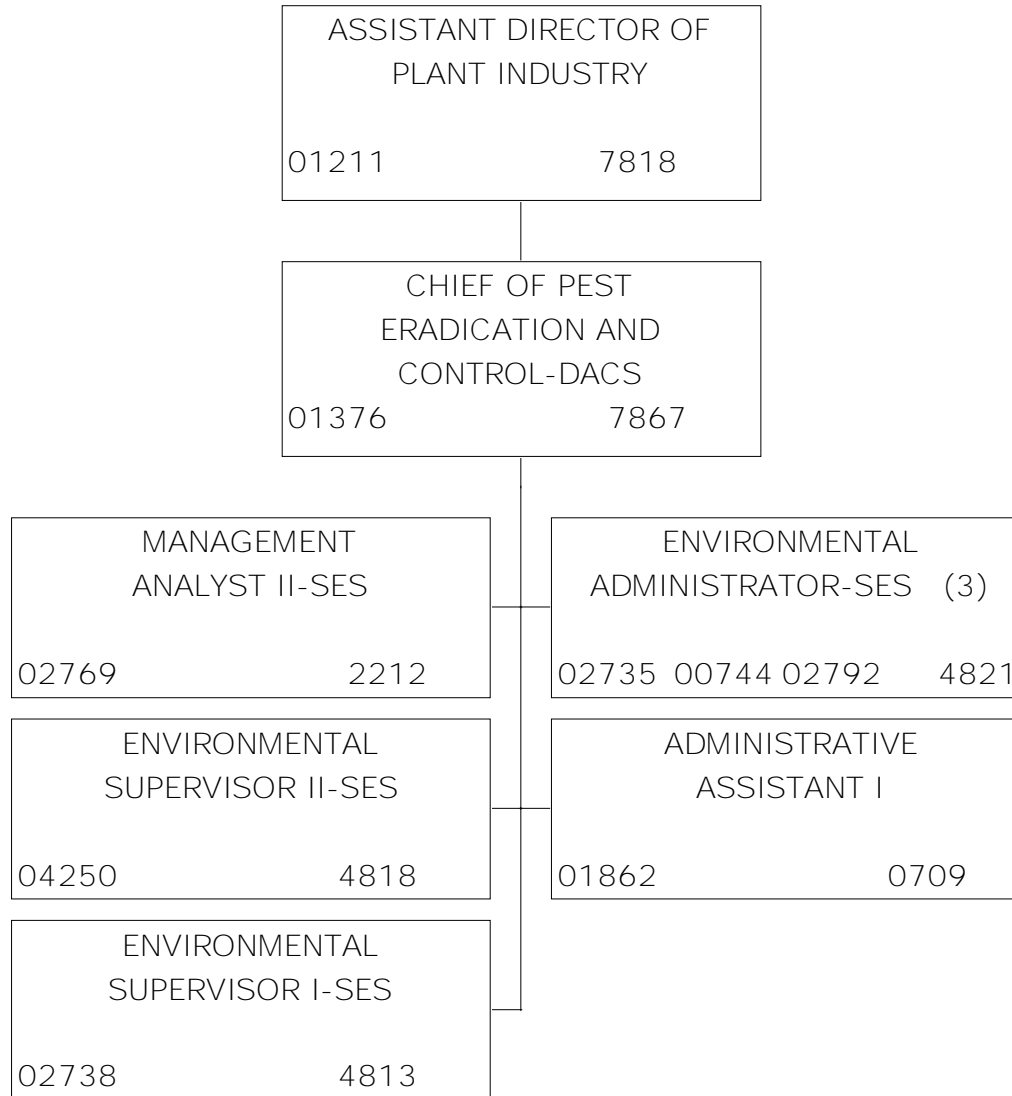 ASSISTANT DIRECTOR OF
PLANT INDUSTRY
01211 7818
CHIEF OF PEST
ERADICATION AND
CONTROL-DACS
01376 7867
MANAGEMENT
ANALYST II-SES
02769 2212
ENVIRONMENTAL
ADMINISTRATOR-SES (3)
02735 00744 02792 4821
ENVIRONMENTAL
SUPERVISOR II-SES
04250 4818
ADMINISTRATIVE
ASSISTANT I
01862 0709
ENVIRONMENTAL
SUPERVISOR I-SES
02738 4813